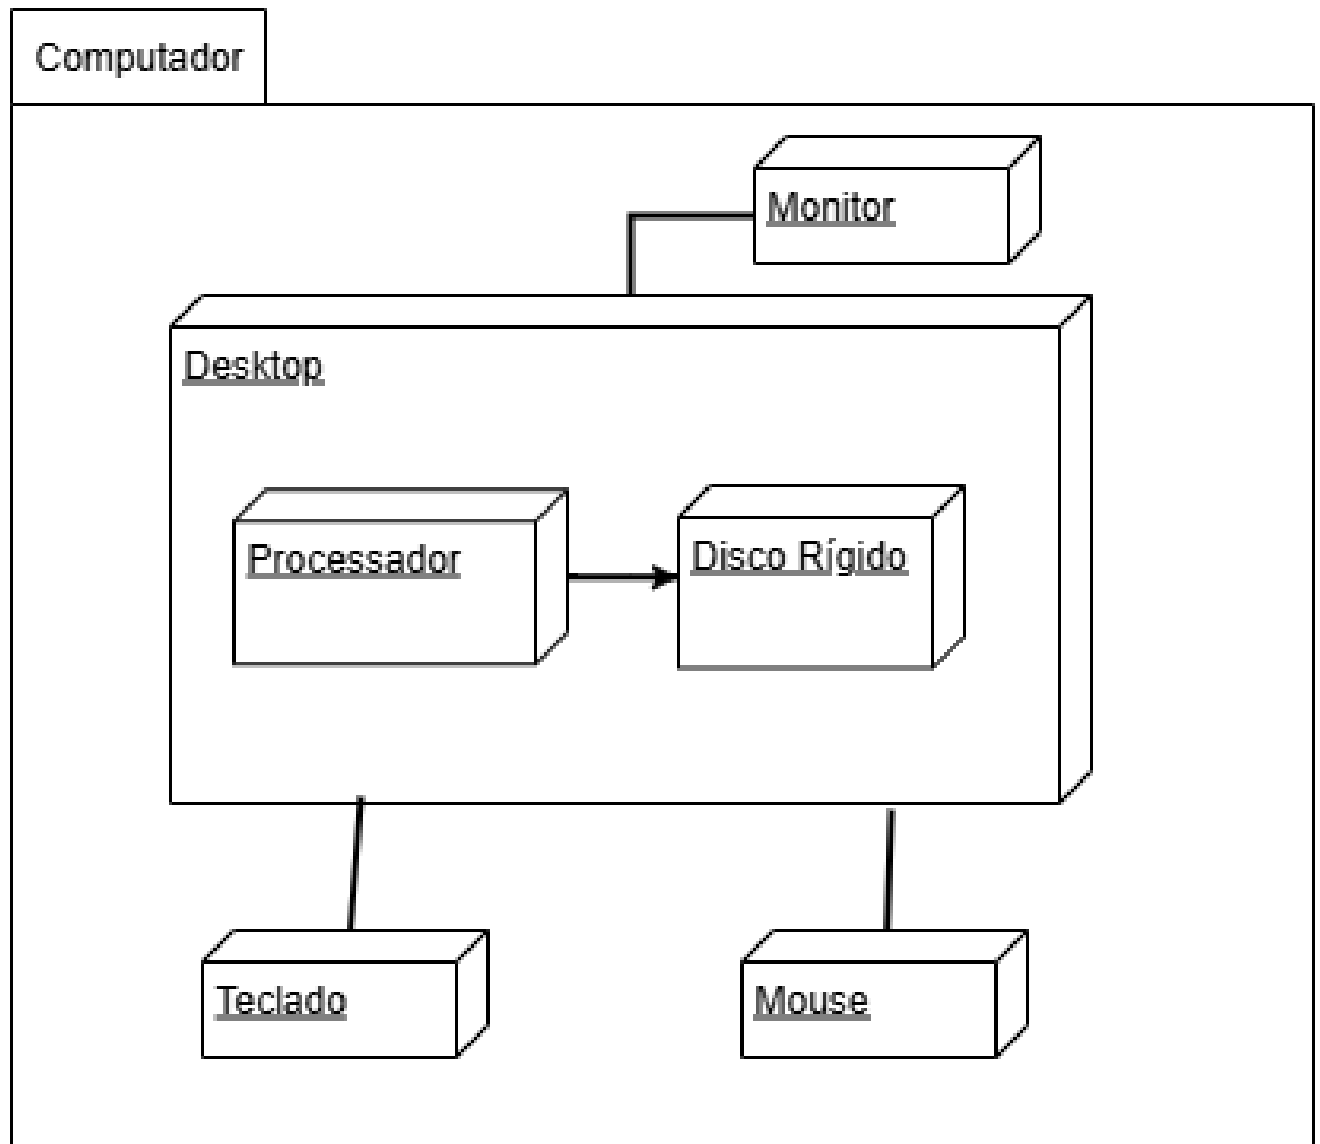 Computador
Monitor
Desktop
Processador
Disco Rígido
Teclado
Mouse